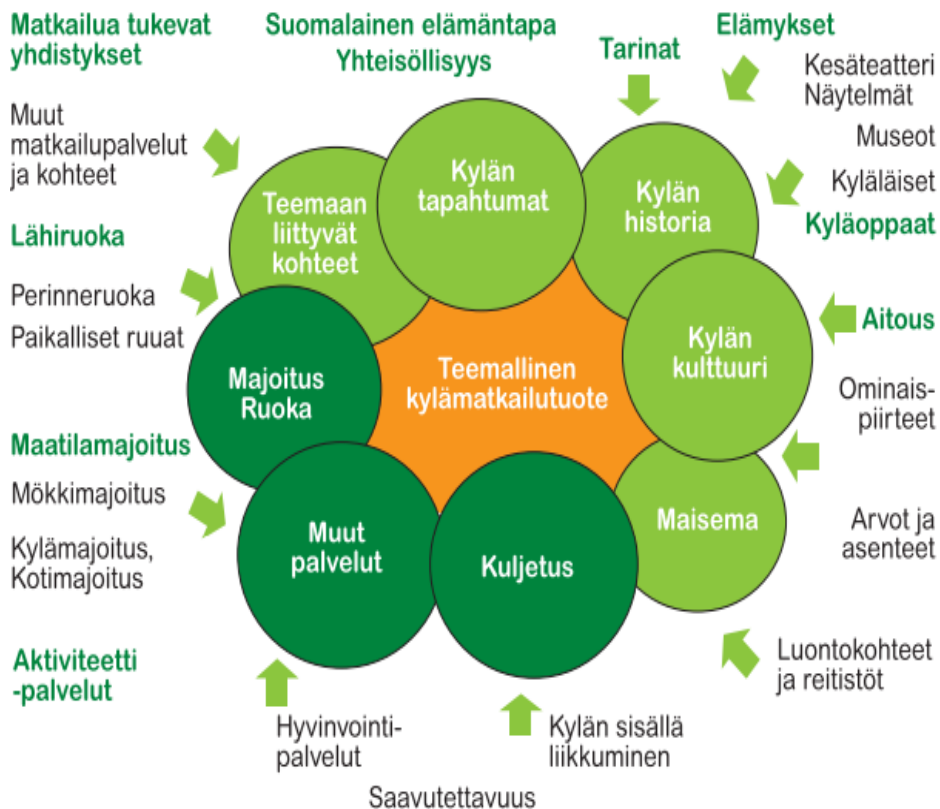 Matkailua tukevat
yhdistykset
Suomalainen elämäntapa
Yhteisöllisyys
Tarinat
Elämykset
Kesäteatteri
Näytelmät
Museot
Kyläläiset
Kyläoppaat
Muut
matkailupalvelut
ja kohteet
Lähiruoka
Perinneruoka
Paikalliset ruuat
Maatilamajoitus
Mökkimajoitus
Kylämajoitus,
Kotimajoitus
Aktiviteetti
-palvelut
Teemaan
liittyvät
kohteet
Kylän
tapahtumat
Kylän
historia
Kylän
kulttuuri
Teemallinen
kylämatkailutuote
Majoitus
Ruoka
Muut
palvelut
Kuljetus
Maisema
Aitous
Ominais-
piirteet
Arvot ja
asenteet
Luontokohteet
ja reitistöt
Hyvinvointi-
palvelut
Kylän sisällä
liikkuminen
Saavutettavuus